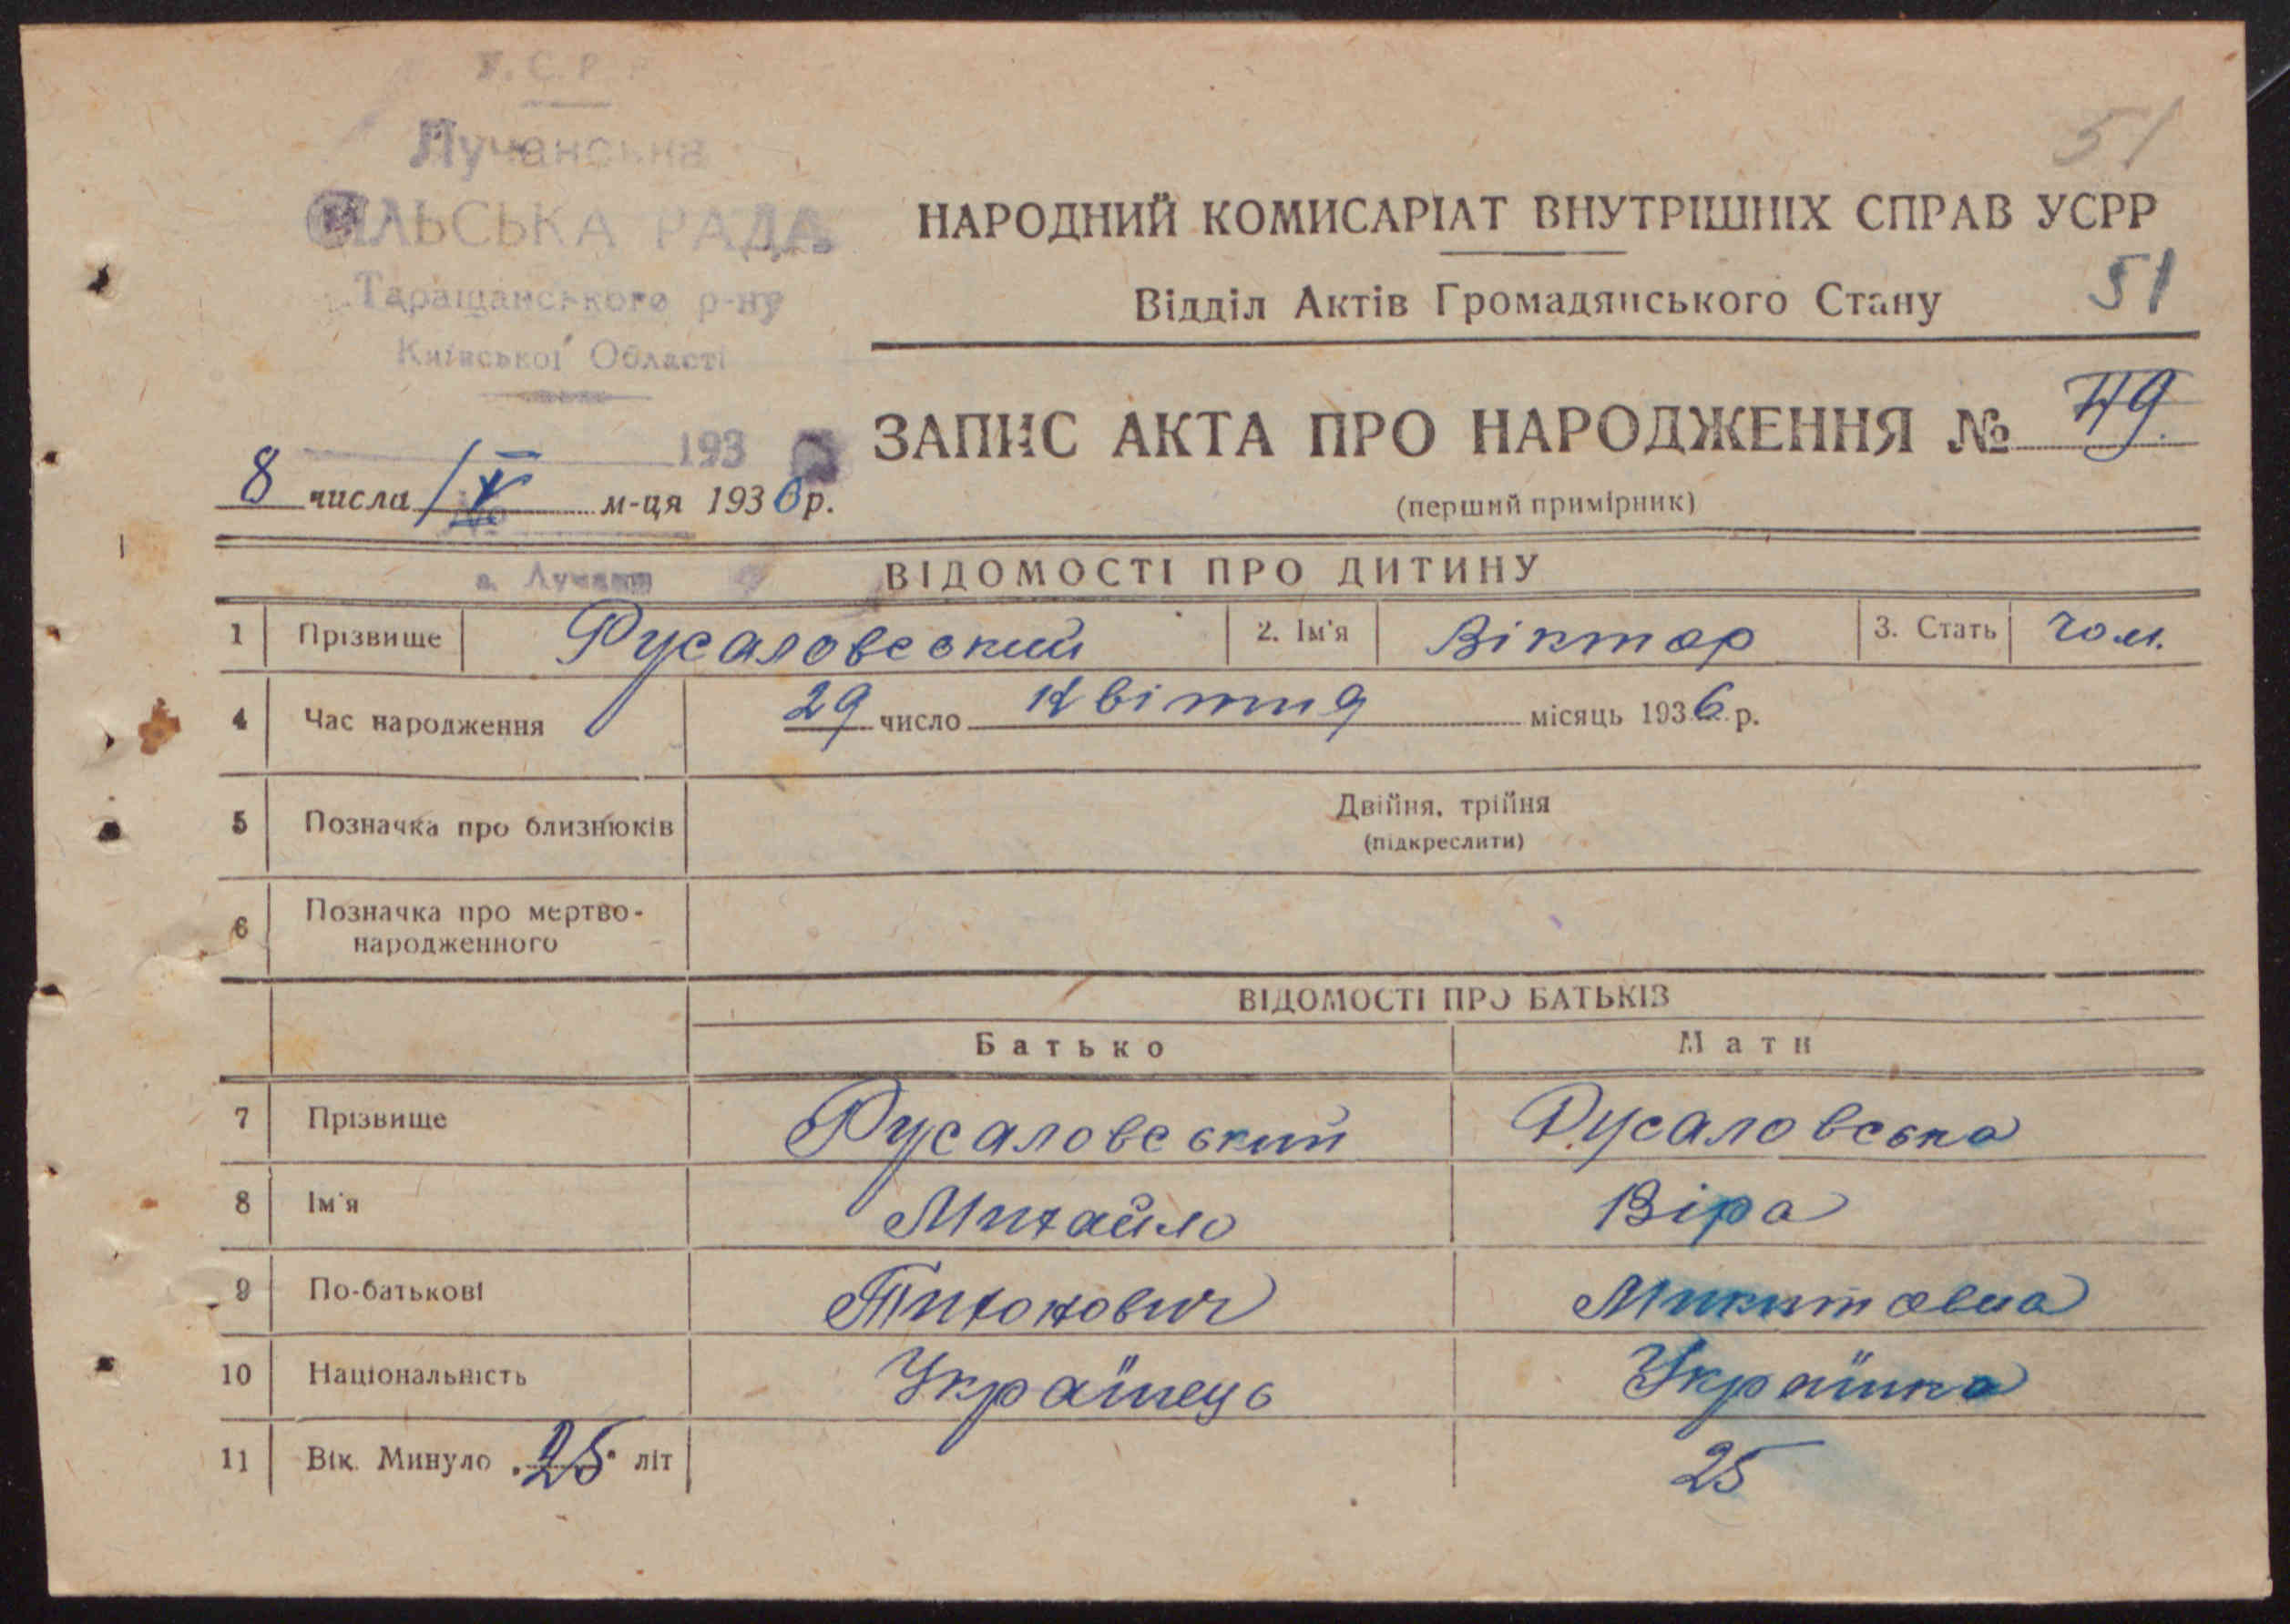 У.С.Р.Р.
Лучанська
СІЛЬСЬКА РАДА
Таращанського р-ну
Київської Області
193
51
НАРОДНИЙ КОМИСАРІАТ ВНУТРІШНІХ СПРАВ УСРР
51
Відділ Актів Громадянського Стану
ЗАПИС АКТА ПРО НАРОДЖЕННЯ № 49.
8 числа /V м-ця 1936 р.
№
(перший примірник)
ВІДОМОСТІ ПРО ДИТИНУ
1 Прізвище Русаловський 2. Ім'я Віктор 3. Стать Чол.
4 Час народження 29 число Квітня місяць 1936 р.
5 Позначка про близнюків Двійня, трійня
(підкреслити)
6 Позначка про мертво-
народженного
ВІДОМОСТІ ПРО БАТЬКІВ
Батько Мати
7 Прізвище Русаловський Русаловська
8 Ім'я Михайло Віра
9 По-батькові Тихонович Микитовна
10 Національність Українець Українка
11 Вік. Минуло 25 літ 25